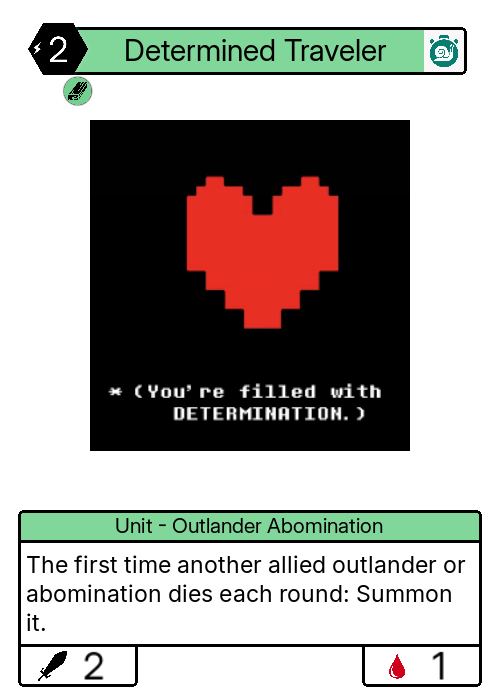 2 Determined Traveler
* (You're filled with
DETERMINATION.)
Unit - Outlander Abomination
The first time another allied outlander or
abomination dies each round: Summon
it.
2 1